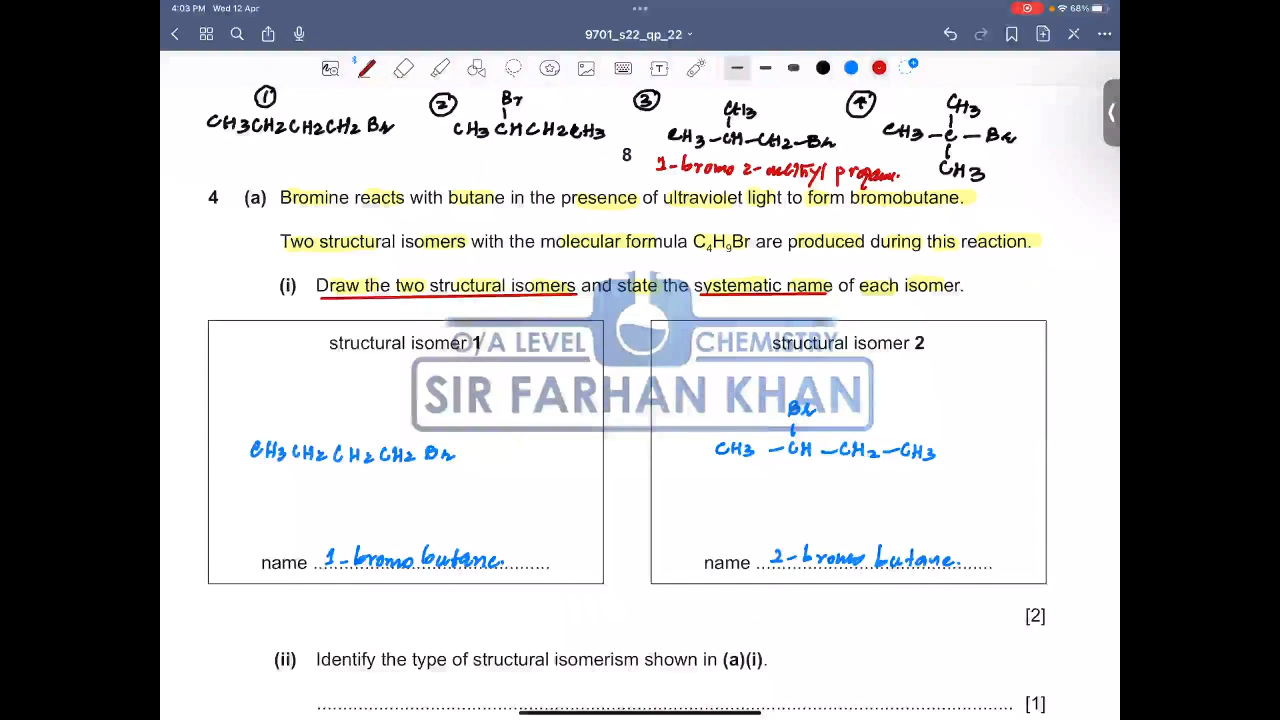 4:03 PM Wed 12 Apr
68%
9701_s22_qp_22
① ② ③ ④
CH3CH2CH2CH2 Br
Br
CH3 CH CH2CH3
CH3
CH3 – CH – CH2 – Br
CH3
CH3 – C – Br
CH3
1-bromo 2-methyl propane.
8
4 (a) Bromine reacts with butane in the presence of ultraviolet light to form bromobutane.
Two structural isomers with the molecular formula C₄H₉Br are produced during this reaction.
(i) Draw the two structural isomers and state the systematic name of each isomer.
structural isomer 1
structural isomer 2
O/A LEVEL CHEMISTRY
SIR FARHAN KHAN
CH3 CH2 CH2 CH2 Br
Br
CH3 – CH – CH2 – CH3
name 1-bromo butane.
name 2-bromo butane.
[2]
(ii) Identify the type of structural isomerism shown in (a)(i).
[1]